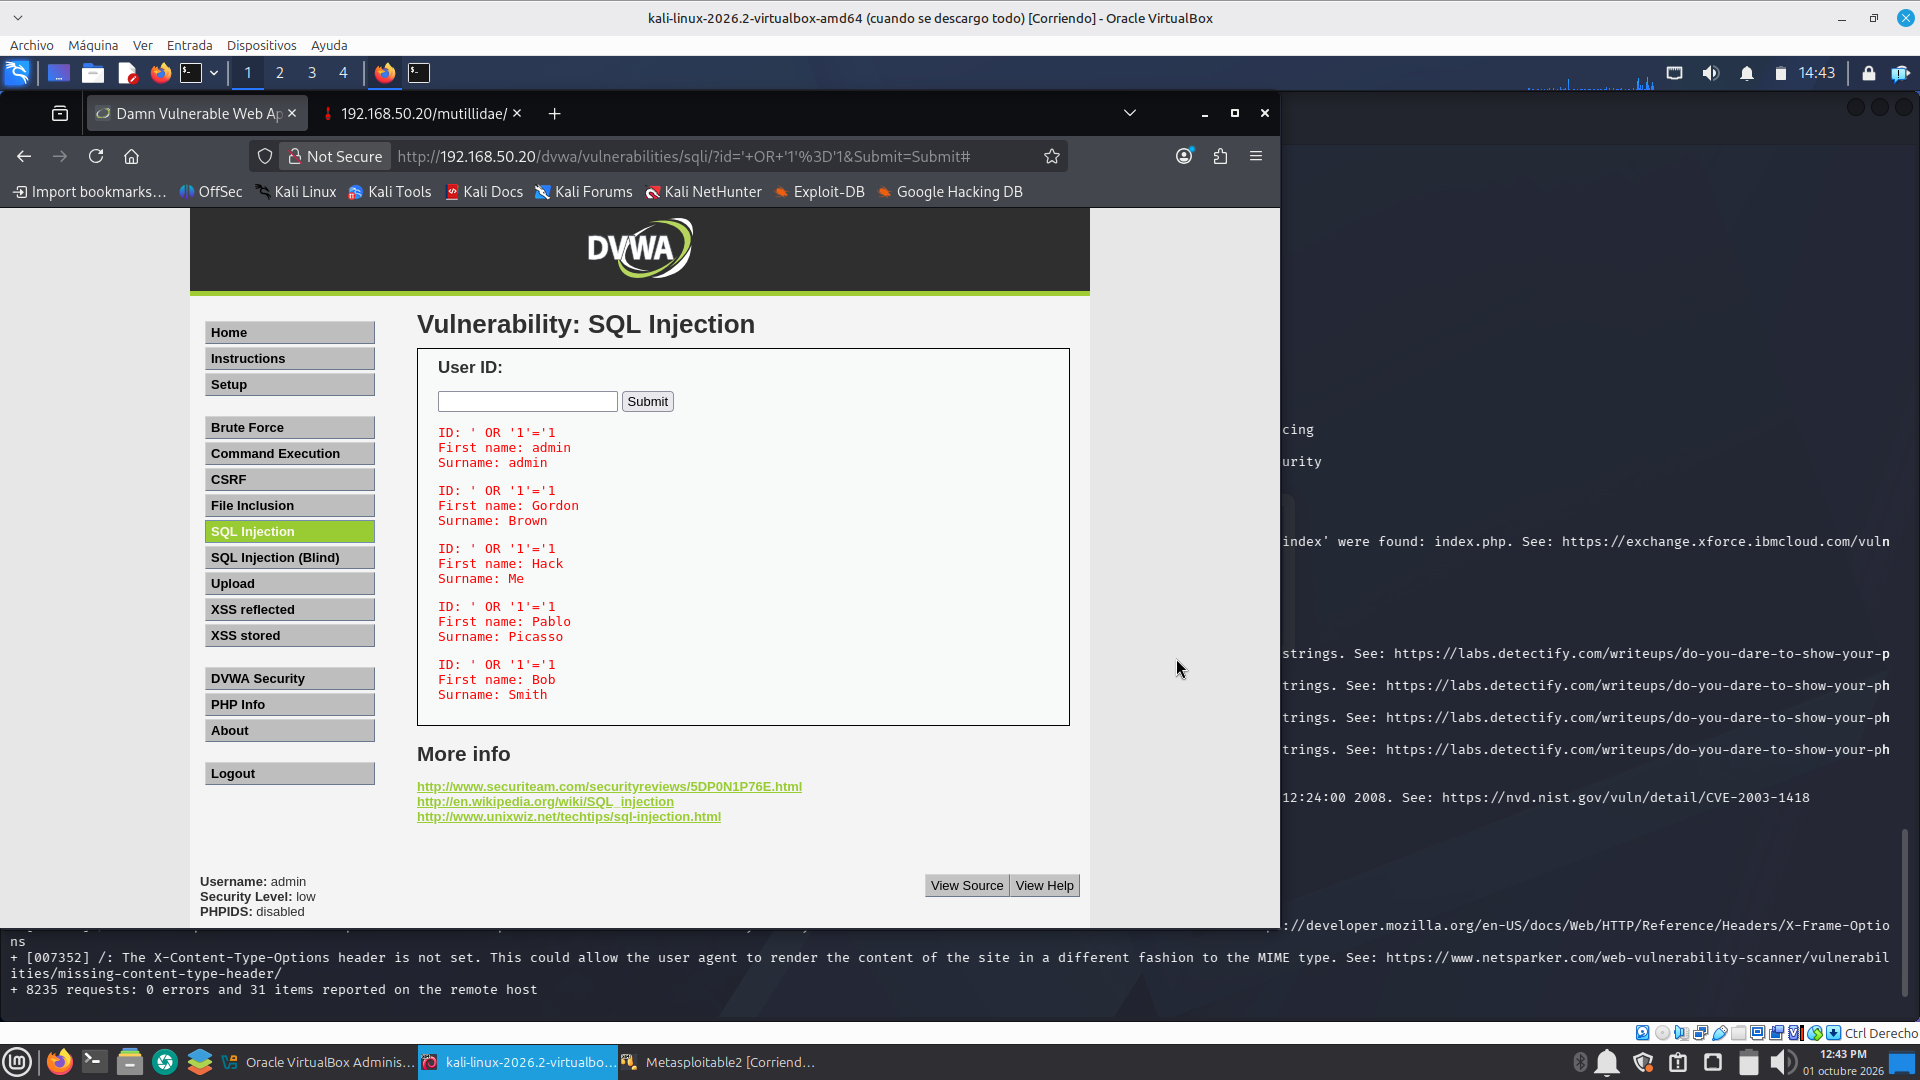 kali-linux-2026.2-virtualbox-amd64 (cuando se descargo todo) [Corriendo] - Oracle VirtualBox
Archivo Máquina Ver Entrada Dispositivos Ayuda
1 2 3 4 14:43
Damn Vulnerable Web Ap 192.168.50.20/mutillidae/
Not Secure http://192.168.50.20/dvwa/vulnerabilities/sqli/?id='+OR+'1'%3D'1&Submit=Submit#
Import bookmarks… OffSec Kali Linux Kali Tools Kali Docs Kali Forums Kali NetHunter Exploit-DB Google Hacking DB
DVWA
Home
Instructions
Setup
Brute Force
Command Execution
CSRF
File Inclusion
SQL Injection
SQL Injection (Blind)
Upload
XSS reflected
XSS stored
DVWA Security
PHP Info
About
Logout
Vulnerability: SQL Injection
User ID:
Submit
ID: ' OR '1'='1
First name: admin
Surname: admin
ID: ' OR '1'='1
First name: Gordon
Surname: Brown
ID: ' OR '1'='1
First name: Hack
Surname: Me
ID: ' OR '1'='1
First name: Pablo
Surname: Picasso
ID: ' OR '1'='1
First name: Bob
Surname: Smith
More info
http://www.securiteam.com/securityreviews/5DP0N1P76E.html
http://en.wikipedia.org/wiki/SQL_injection
http://www.unixwiz.net/techtips/sql-injection.html
Username: admin
Security Level: low
PHPIDS: disabled
View Source View Help
cing
urity
index' were found: index.php. See: https://exchange.xforce.ibmcloud.com/vuln
strings. See: https://labs.detectify.com/writeups/do-you-dare-to-show-your-p
trings. See: https://labs.detectify.com/writeups/do-you-dare-to-show-your-ph
trings. See: https://labs.detectify.com/writeups/do-you-dare-to-show-your-ph
trings. See: https://labs.detectify.com/writeups/do-you-dare-to-show-your-ph
12:24:00 2008. See: https://nvd.nist.gov/vuln/detail/CVE-2003-1418
://developer.mozilla.org/en-US/docs/Web/HTTP/Reference/Headers/X-Frame-Optio
ns
+ [007352] /: The X-Content-Type-Options header is not set. This could allow the user agent to render the content of the site in a different fashion to the MIME type. See: https://www.netsparker.com/web-vulnerability-scanner/vulnerabil
ities/missing-content-type-header/
+ 8235 requests: 0 errors and 31 items reported on the remote host
Ctrl Derecho
Oracle VirtualBox Adminis... kali-linux-2026.2-virtualbo... Metasploitable2 [Corriend...
12:43 PM
01 octubre 2026